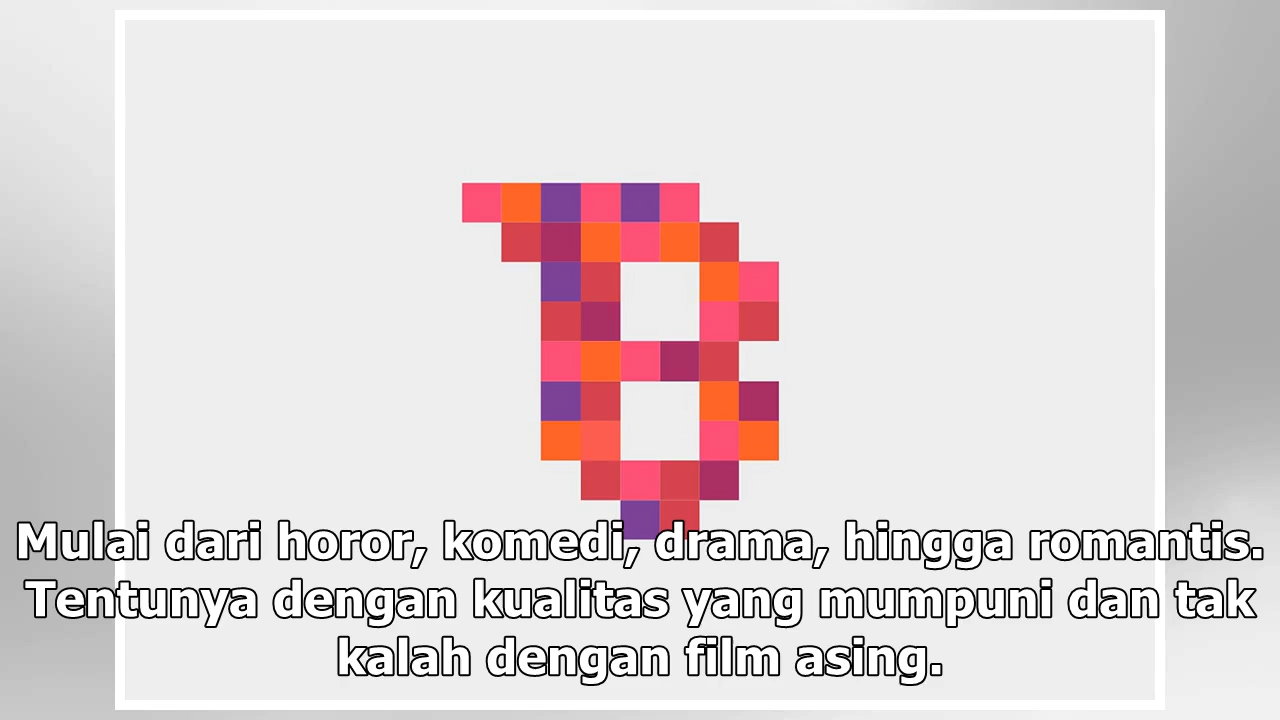 Mulai dari horor, komedi, drama, hingga romantis.
Tentunya dengan kualitas yang mumpuni dan tak
kalah dengan film asing.